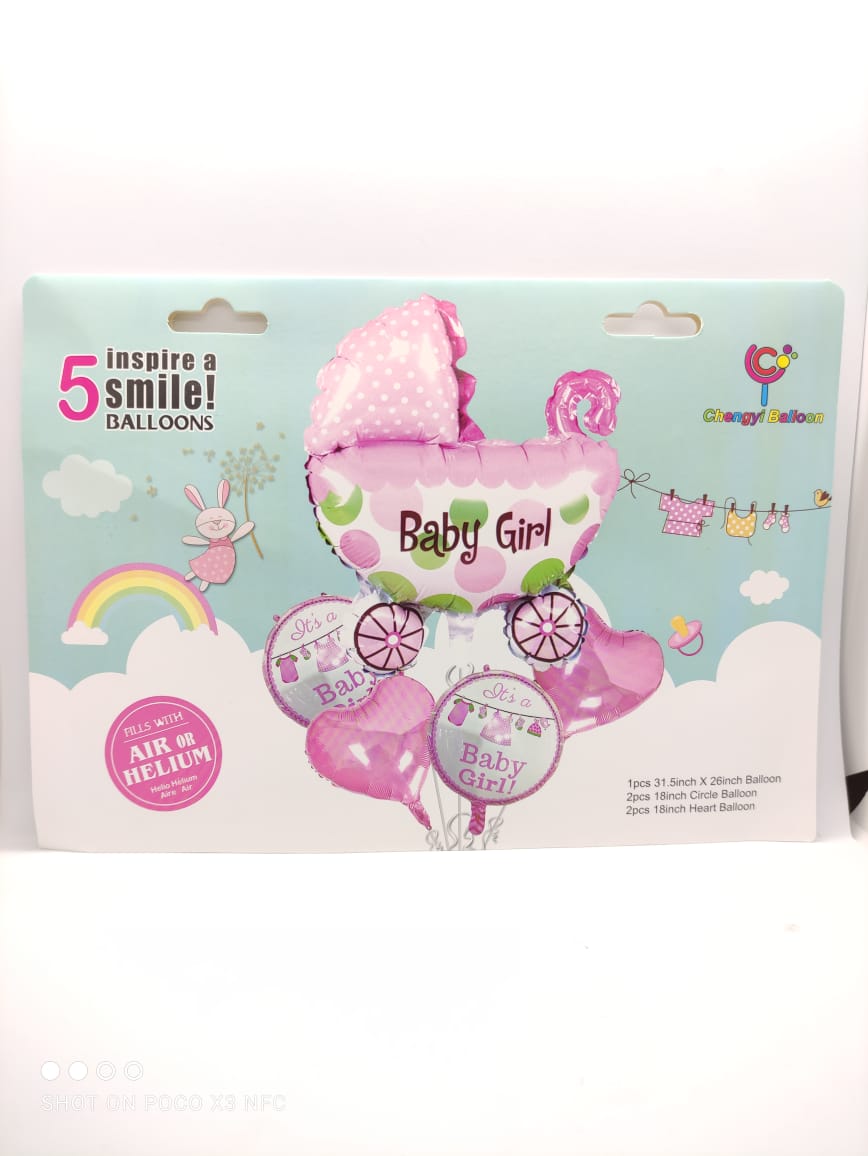 5 inspire a
smile!
BALLOONS
Chengyi Balloon
Baby Girl
It's a
Baby
It's a
Baby
Girl!
FILLS WITH
AIR OR
HELIUM
Helio Hélium
Aire Air
1pcs 31.5inch X 26inch Balloon
2pcs 18inch Circle Balloon
2pcs 18inch Heart Balloon
SHOT ON POCO X3 NFC